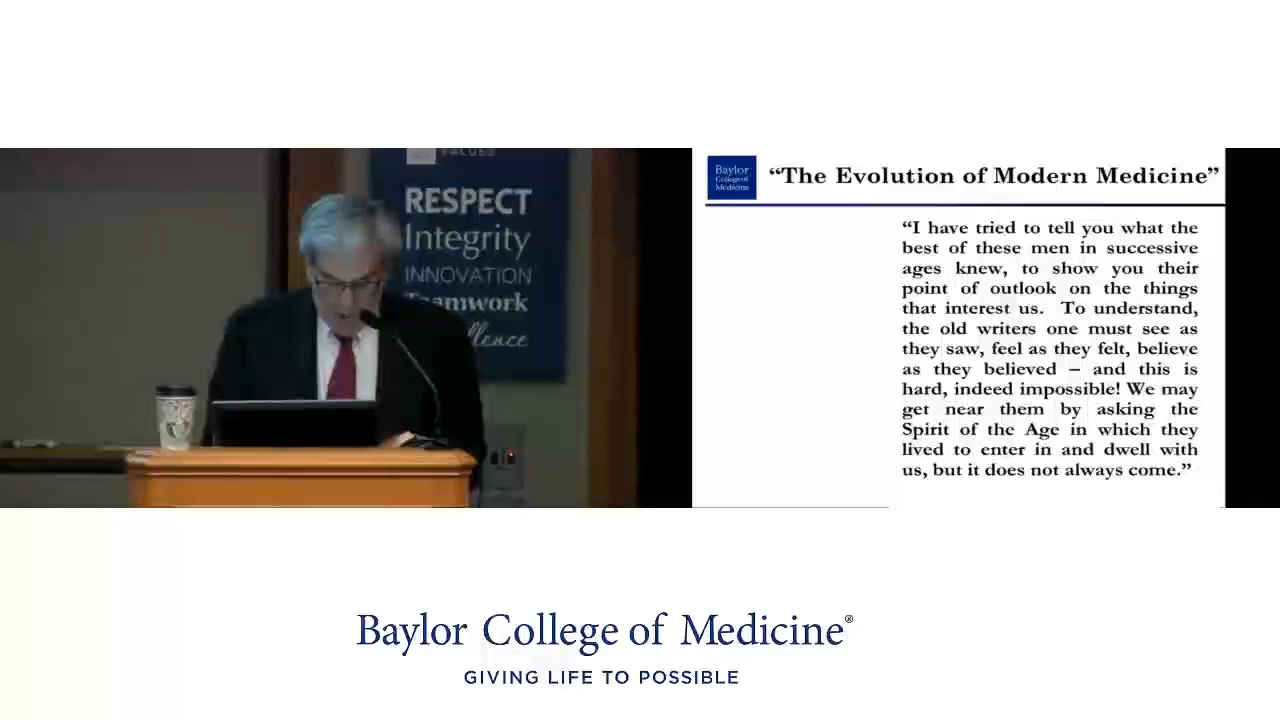 VALUES
RESPECT
Integrity
INNOVATION
Teamwork
Baylor
College of
Medicine
“The Evolution of Modern Medicine”
“I have tried to tell you what the
best of these men in successive
ages knew, to show you their
point of outlook on the things
that interest us. To understand,
the old writers one must see as
they saw, feel as they felt, believe
as they believed – and this is
hard, indeed impossible! We may
get near them by asking the
Spirit of the Age in which they
lived to enter in and dwell with
us, but it does not always come.”
Baylor College of Medicine®
GIVING LIFE TO POSSIBLE